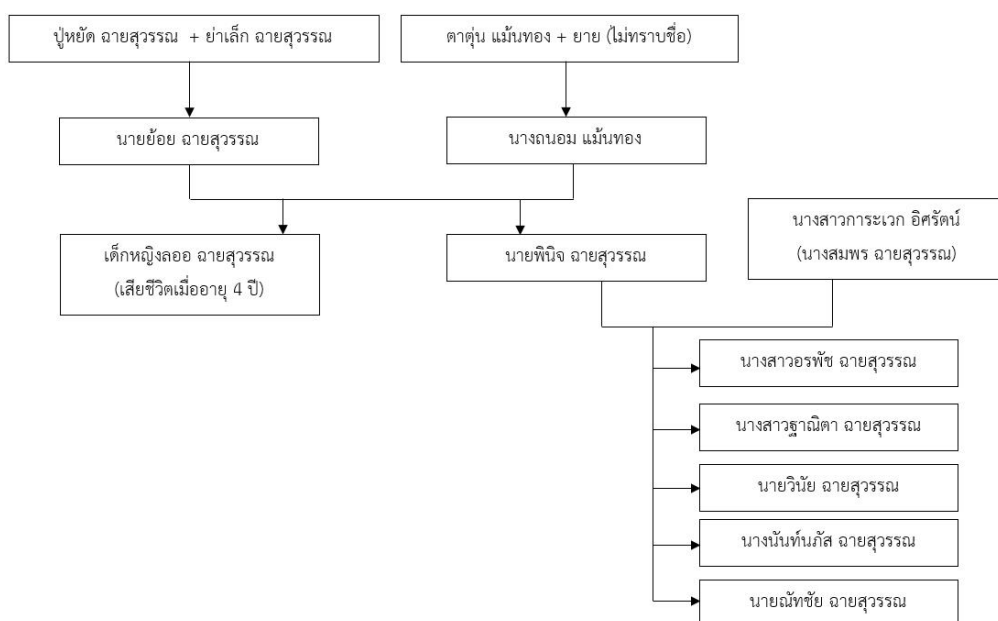 ปู่หยัด ฉายสุวรรณ + ย่าเล็ก ฉายสุวรรณ
ตาตุ่น แม้นทอง + ยาย (ไม่ทราบชื่อ)
นายย้อย ฉายสุวรรณ
นางถนอม แม้นทอง
เด็กหญิงลออ ฉายสุวรรณ
(เสียชีวิตเมื่ออายุ 4 ปี)
นายพินิจ ฉายสุวรรณ
นางสาวการะเวก อิศรัตน์
(นางสมพร ฉายสุวรรณ)
นางสาวอรพัช ฉายสุวรรณ
นางสาวฐาณิตา ฉายสุวรรณ
นายวินัย ฉายสุวรรณ
นางนันท์นภัส ฉายสุวรรณ
นายณัทชัย ฉายสุวรรณ